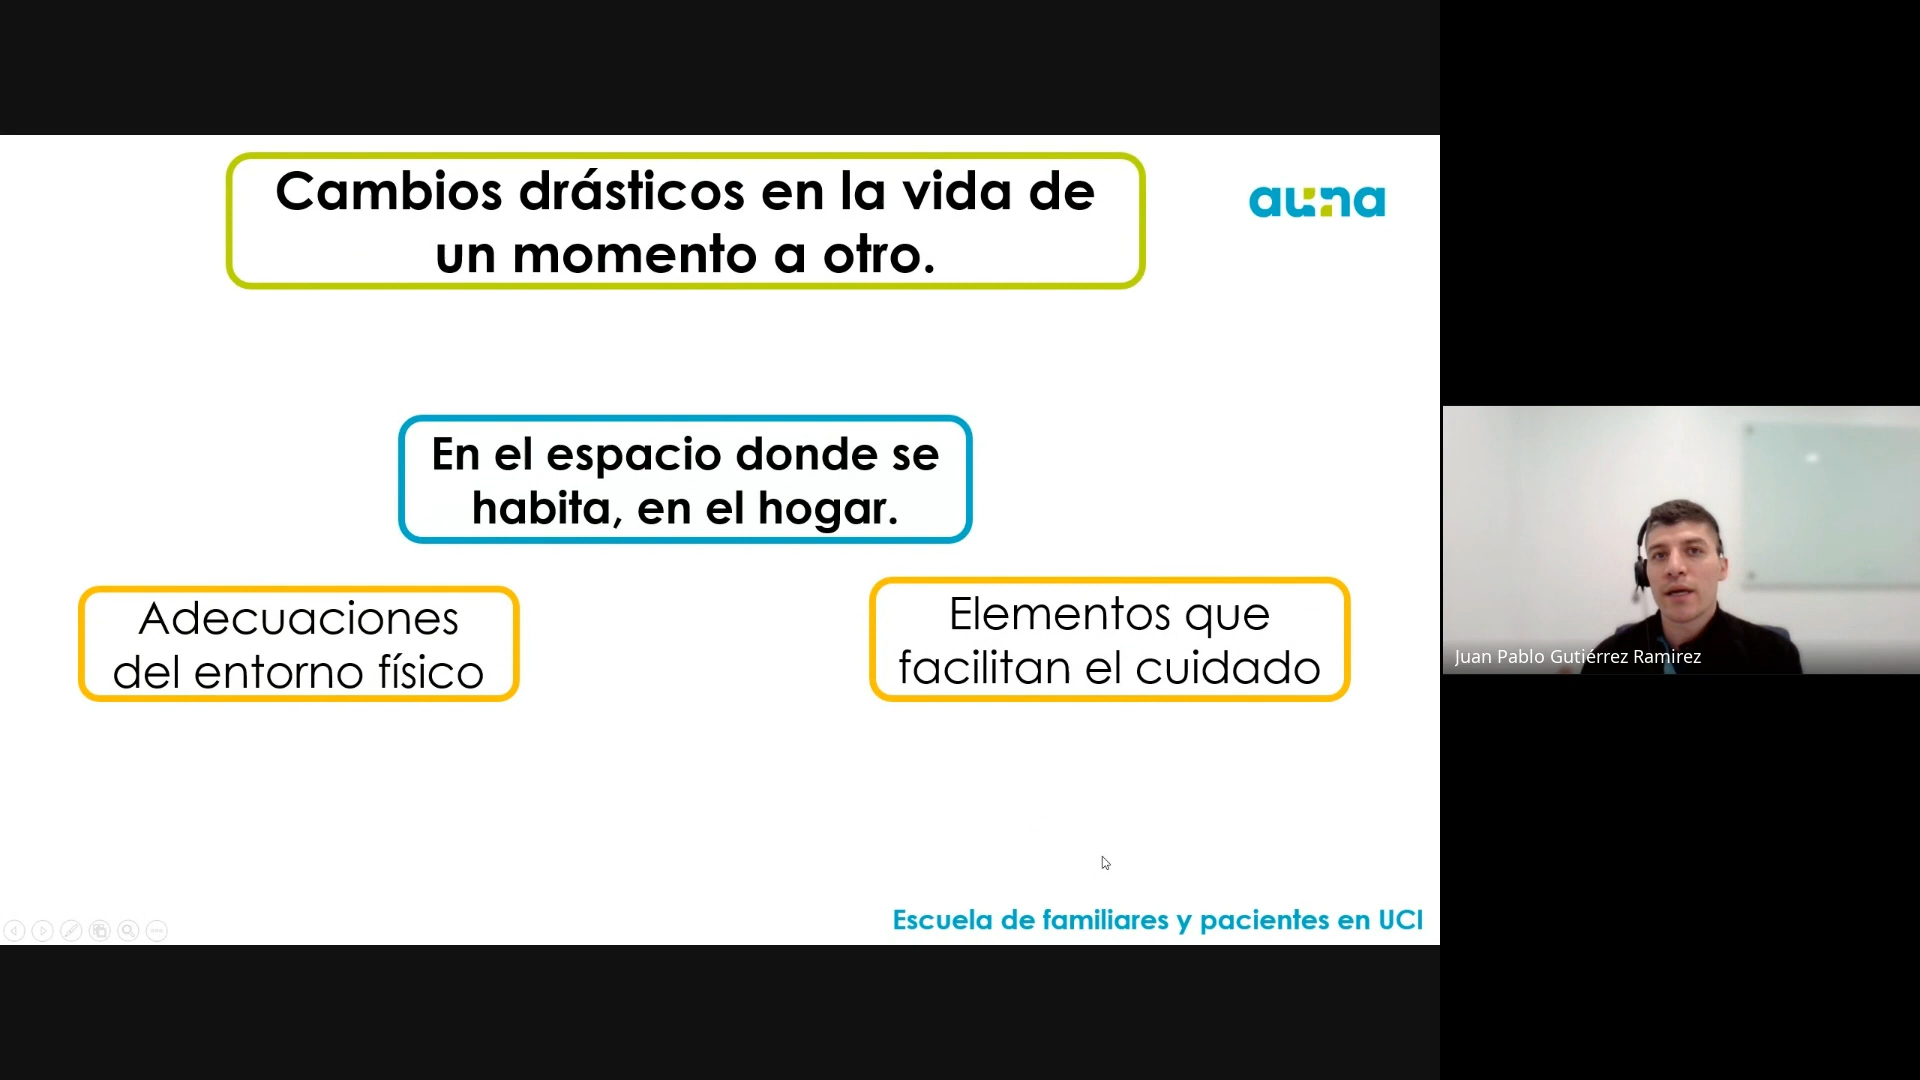 Cambios drásticos en la vida de
un momento a otro.
auna
En el espacio donde se
habita, en el hogar.
Adecuaciones
del entorno físico
Elementos que
facilitan el cuidado
Juan Pablo Gutiérrez Ramirez
Escuela de familiares y pacientes en UCI